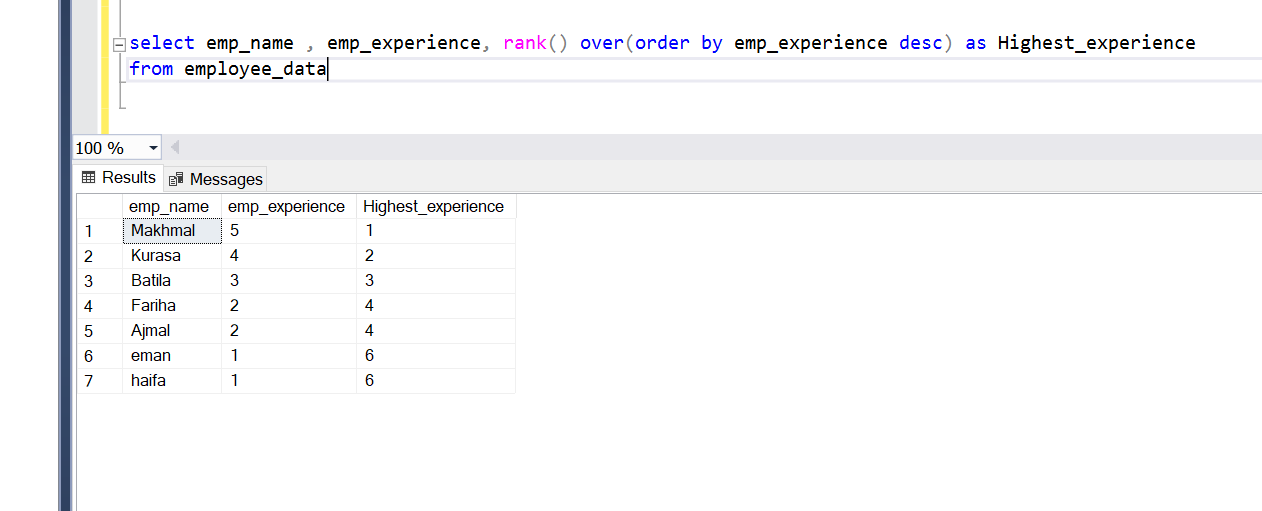 select emp_name , emp_experience, rank() over(order by emp_experience desc) as Highest_experience
from employee_data
100 %
Results Messages
emp_name emp_experience Highest_experience
1 Makhmal 5 1
2 Kurasa 4 2
3 Batila 3 3
4 Fariha 2 4
5 Ajmal 2 4
6 eman 1 6
7 haifa 1 6